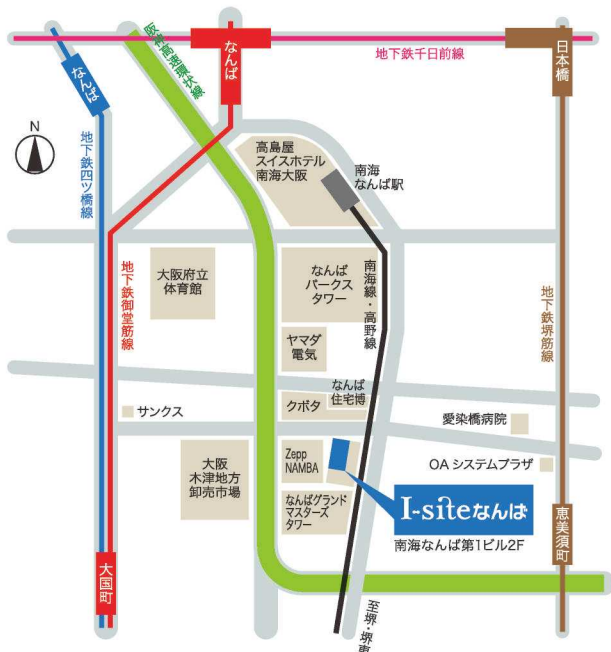 なんば
阪神高速環状線
なんば
地下鉄千日前線
日本橋
N
地下鉄四ツ橋線
高島屋
スイスホテル
南海大阪
南海
なんば駅
地下鉄御堂筋線
大阪府立
体育館
なんば
パークス
タワー
南海線・高野線
地下鉄堺筋線
ヤマダ
電気
なんば
住宅博
クボタ
サンクス
愛染橋病院
大阪
木津地方
卸売市場
Zepp
NAMBA
OA システムプラザ
なんばグランド
マスターズ
タワー
I-siteなんば
南海なんば第1ビル2F
恵美須町
大国町
至堺・堺東